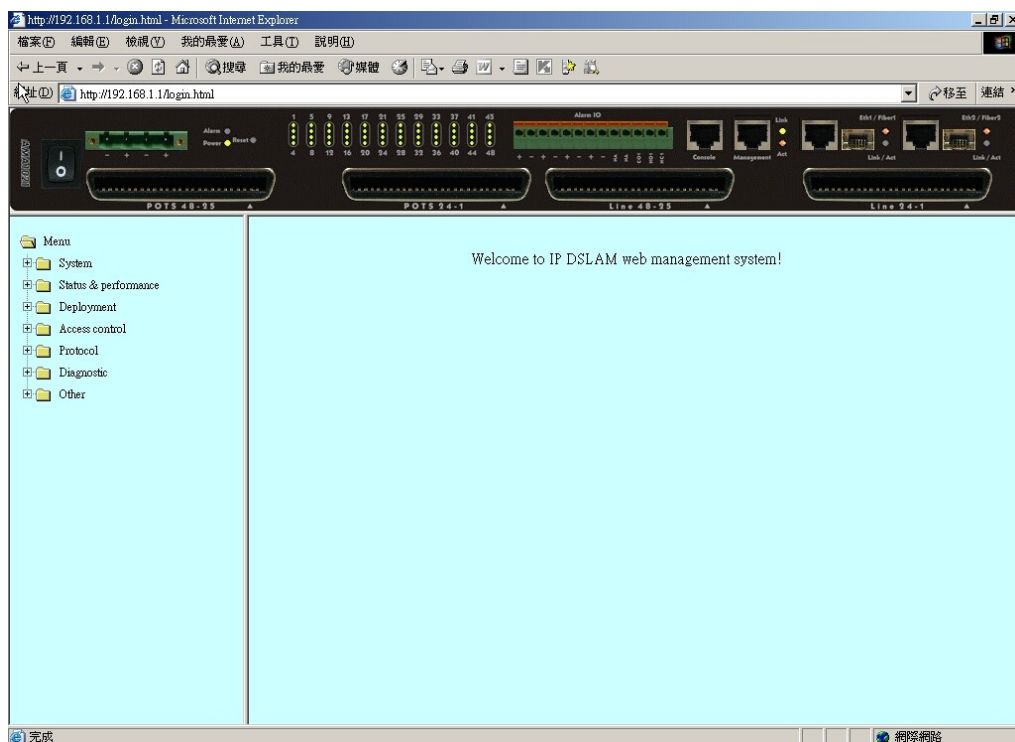 http://192.168.1.1/login.html - Microsoft Internet Explorer
檔案(F) 編輯(E) 檢視(V) 我的最愛(A) 工具(T) 說明(H)
上一頁 搜尋 我的最愛 媒體
址(D) http://192.168.1.1/login.html 移至 連結
1 5 9 13 17 21 25 29 33 37 41 45
4 8 12 16 20 24 28 32 36 40 44 48
Alarm
Power Reset
- + - +
Alarm IO
Console Management
Link
Act
Eth1 / Fiber1
Link / Act
Eth2 / Fiber2
Link / Act
POTS 48-25 POTS 24-1 Line 48-25 Line 24-1
Menu
System
Status & performance
Deployment
Access control
Protocol
Diagnostic
Other
Welcome to IP DSLAM web management system!
完成 網際網路